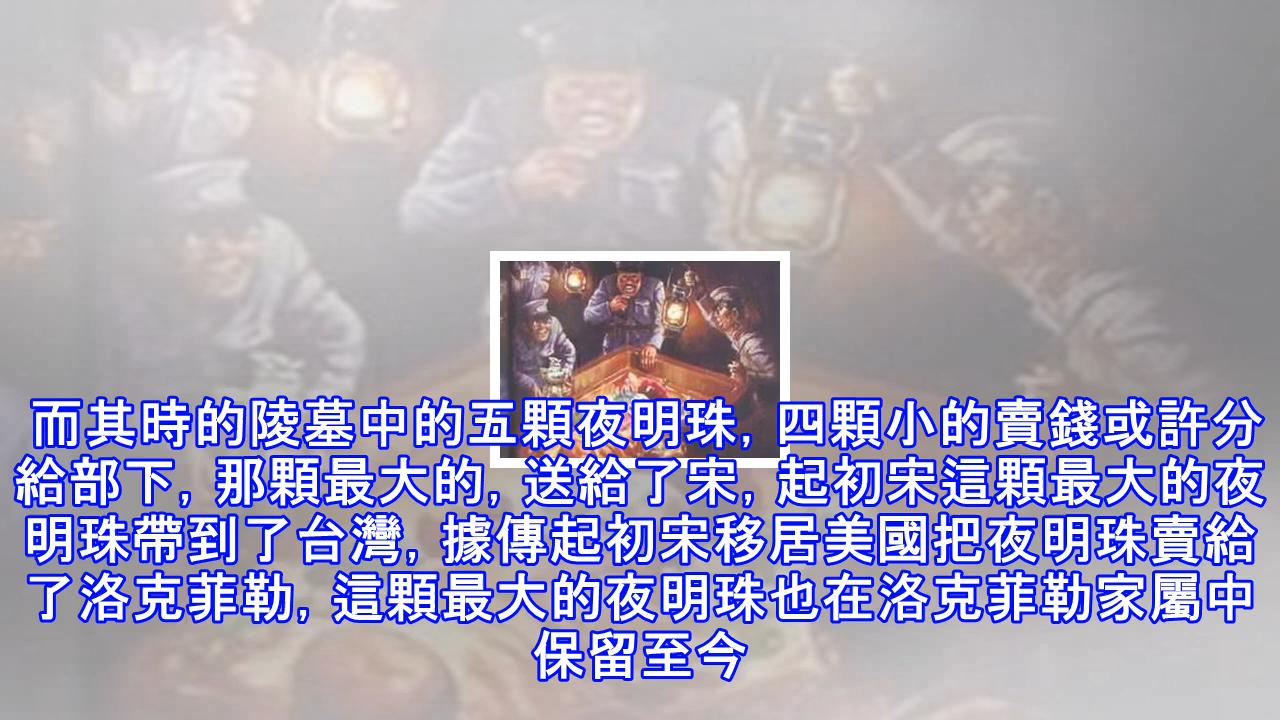 而其時的陵墓中的五顆夜明珠, 四顆小的賣錢或許分
給部下, 那顆最大的, 送給了宋, 起初宋這顆最大的夜
明珠帶到了台灣, 據傳起初宋移居美國把夜明珠賣給
了洛克菲勒, 這顆最大的夜明珠也在洛克菲勒家屬中
保留至今